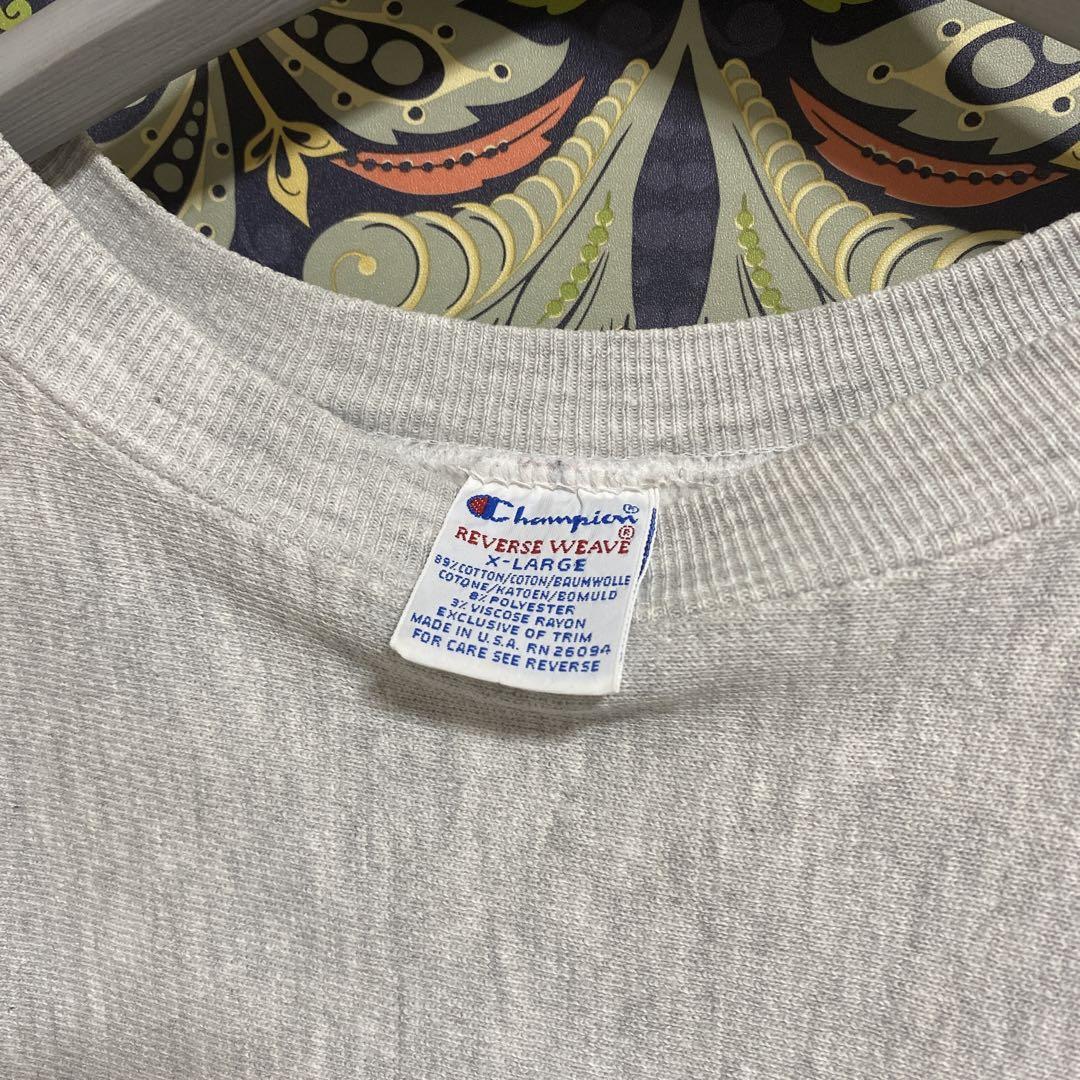 Champion®
REVERSE WEAVE®
X-LARGE
89% COTTON/COTON/BAUMWOLLE
COTONE/KATOEN/BOMULD
8% POLYESTER
3% VISCOSE RAYON
EXCLUSIVE OF TRIM
MADE IN U.S.A. RN 26094
FOR CARE SEE REVERSE